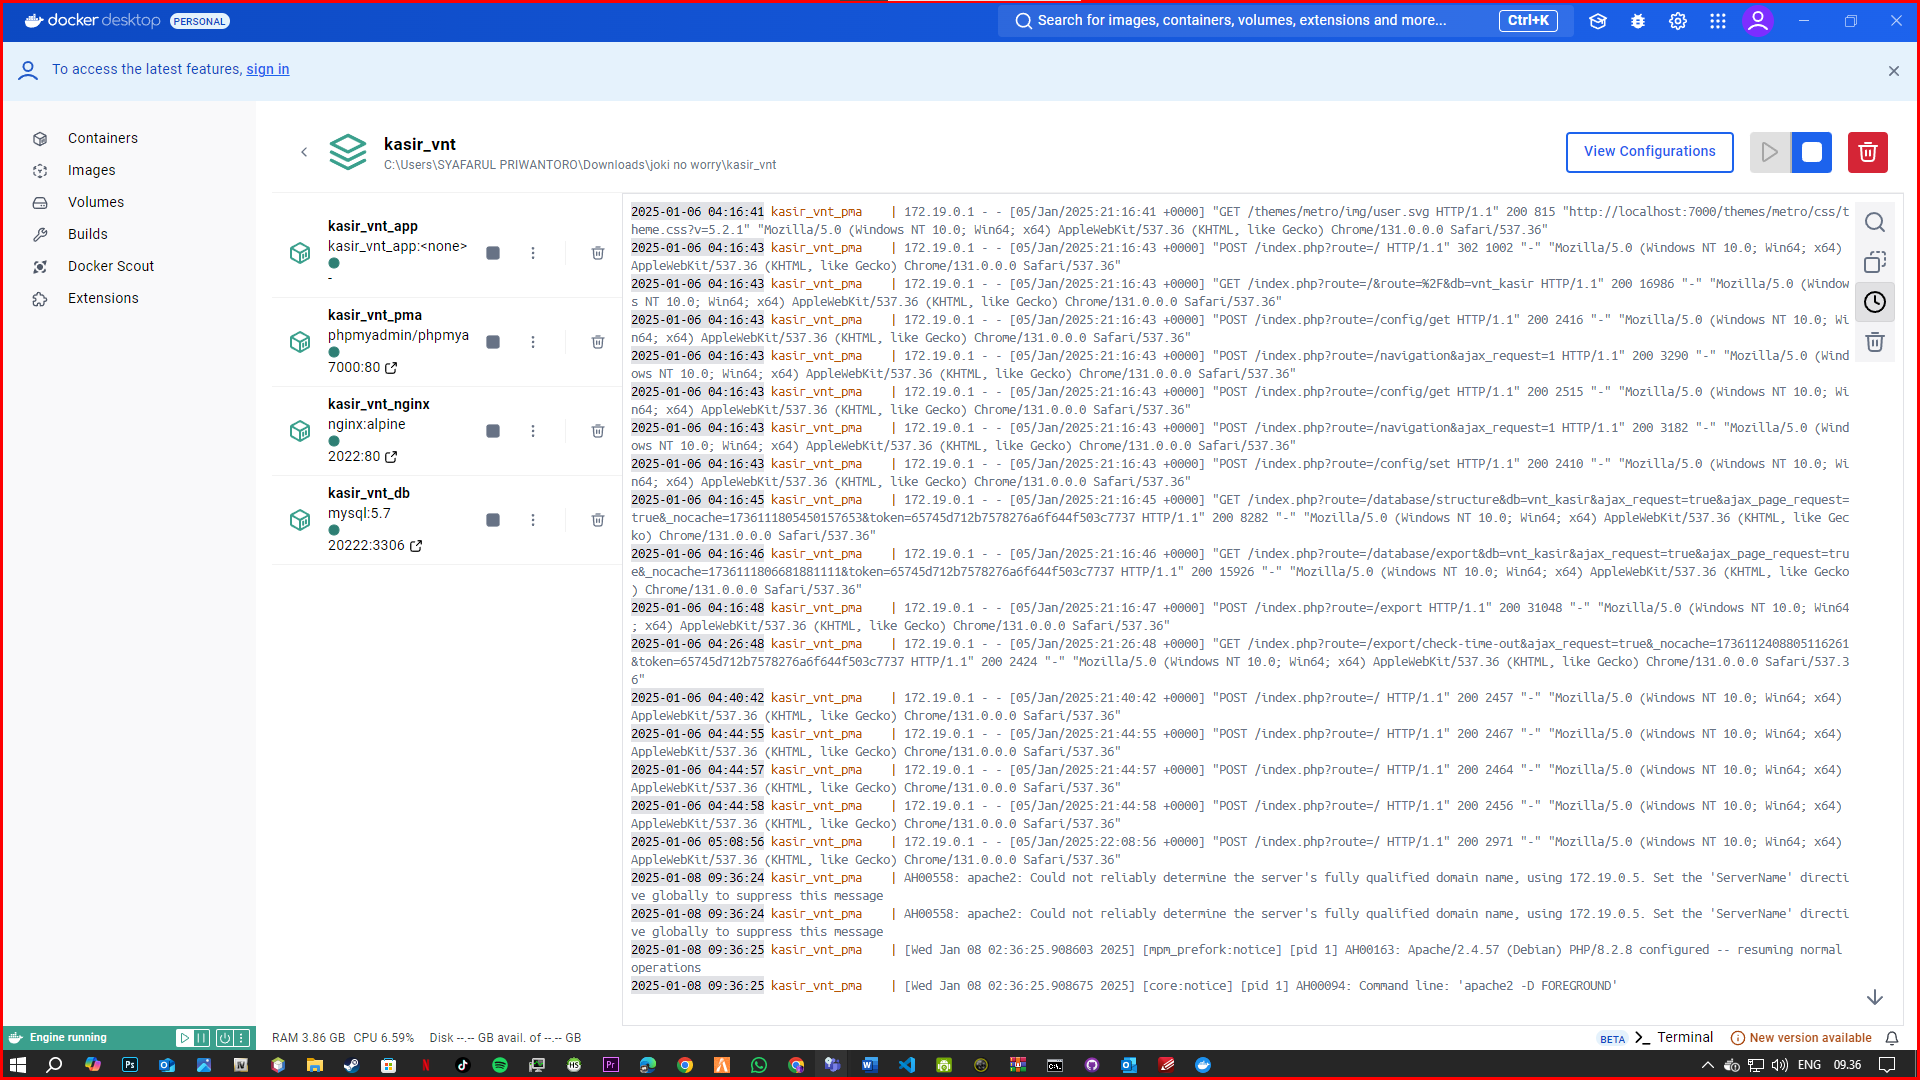 docker desktop PERSONAL
Search for images, containers, volumes, extensions and more... Ctrl+K
To access the latest features, sign in
Containers
Images
Volumes
Builds
Docker Scout
Extensions
kasir_vnt
C:\Users\SYAFARUL PRIWANTORO\Downloads\joki no worry\kasir_vnt
View Configurations
kasir_vnt_app
kasir_vnt_app:<none>
-
kasir_vnt_pma
phpmyadmin/phpmya
7000:80
kasir_vnt_nginx
nginx:alpine
2022:80
kasir_vnt_db
mysql:5.7
20222:3306
2025-01-06 04:16:41 kasir_vnt_pma | 172.19.0.1 - - [05/Jan/2025:21:16:41 +0000] "GET /themes/metro/img/user.svg HTTP/1.1" 200 815 "http://localhost:7000/themes/metro/css/t
heme.css?v=5.2.1" "Mozilla/5.0 (Windows NT 10.0; Win64; x64) AppleWebKit/537.36 (KHTML, like Gecko) Chrome/131.0.0.0 Safari/537.36"
2025-01-06 04:16:43 kasir_vnt_pma | 172.19.0.1 - - [05/Jan/2025:21:16:43 +0000] "POST /index.php?route=/ HTTP/1.1" 302 1002 "-" "Mozilla/5.0 (Windows NT 10.0; Win64; x64)
AppleWebKit/537.36 (KHTML, like Gecko) Chrome/131.0.0.0 Safari/537.36"
2025-01-06 04:16:43 kasir_vnt_pma | 172.19.0.1 - - [05/Jan/2025:21:16:43 +0000] "GET /index.php?route=/&route=%2F&db=vnt_kasir HTTP/1.1" 200 16986 "-" "Mozilla/5.0 (Window
s NT 10.0; Win64; x64) AppleWebKit/537.36 (KHTML, like Gecko) Chrome/131.0.0.0 Safari/537.36"
2025-01-06 04:16:43 kasir_vnt_pma | 172.19.0.1 - - [05/Jan/2025:21:16:43 +0000] "POST /index.php?route=/config/get HTTP/1.1" 200 2416 "-" "Mozilla/5.0 (Windows NT 10.0; Wi
n64; x64) AppleWebKit/537.36 (KHTML, like Gecko) Chrome/131.0.0.0 Safari/537.36"
2025-01-06 04:16:43 kasir_vnt_pma | 172.19.0.1 - - [05/Jan/2025:21:16:43 +0000] "POST /index.php?route=/navigation&ajax_request=1 HTTP/1.1" 200 3290 "-" "Mozilla/5.0 (Wind
ows NT 10.0; Win64; x64) AppleWebKit/537.36 (KHTML, like Gecko) Chrome/131.0.0.0 Safari/537.36"
2025-01-06 04:16:43 kasir_vnt_pma | 172.19.0.1 - - [05/Jan/2025:21:16:43 +0000] "POST /index.php?route=/config/get HTTP/1.1" 200 2515 "-" "Mozilla/5.0 (Windows NT 10.0; Wi
n64; x64) AppleWebKit/537.36 (KHTML, like Gecko) Chrome/131.0.0.0 Safari/537.36"
2025-01-06 04:16:43 kasir_vnt_pma | 172.19.0.1 - - [05/Jan/2025:21:16:43 +0000] "POST /index.php?route=/navigation&ajax_request=1 HTTP/1.1" 200 3182 "-" "Mozilla/5.0 (Wind
ows NT 10.0; Win64; x64) AppleWebKit/537.36 (KHTML, like Gecko) Chrome/131.0.0.0 Safari/537.36"
2025-01-06 04:16:43 kasir_vnt_pma | 172.19.0.1 - - [05/Jan/2025:21:16:43 +0000] "POST /index.php?route=/config/set HTTP/1.1" 200 2410 "-" "Mozilla/5.0 (Windows NT 10.0; Wi
n64; x64) AppleWebKit/537.36 (KHTML, like Gecko) Chrome/131.0.0.0 Safari/537.36"
2025-01-06 04:16:45 kasir_vnt_pma | 172.19.0.1 - - [05/Jan/2025:21:16:45 +0000] "GET /index.php?route=/database/structure&db=vnt_kasir&ajax_request=true&ajax_page_request=
true&_nocache=1736111805450157653&token=65745d712b7578276a6f644f503c7737 HTTP/1.1" 200 8282 "-" "Mozilla/5.0 (Windows NT 10.0; Win64; x64) AppleWebKit/537.36 (KHTML, like Gec
ko) Chrome/131.0.0.0 Safari/537.36"
2025-01-06 04:16:46 kasir_vnt_pma | 172.19.0.1 - - [05/Jan/2025:21:16:46 +0000] "GET /index.php?route=/database/export&db=vnt_kasir&ajax_request=true&ajax_page_request=tru
e&_nocache=1736111806681881111&token=65745d712b7578276a6f644f503c7737 HTTP/1.1" 200 15926 "-" "Mozilla/5.0 (Windows NT 10.0; Win64; x64) AppleWebKit/537.36 (KHTML, like Gecko
) Chrome/131.0.0.0 Safari/537.36"
2025-01-06 04:16:48 kasir_vnt_pma | 172.19.0.1 - - [05/Jan/2025:21:16:47 +0000] "POST /index.php?route=/export HTTP/1.1" 200 31048 "-" "Mozilla/5.0 (Windows NT 10.0; Win64
; x64) AppleWebKit/537.36 (KHTML, like Gecko) Chrome/131.0.0.0 Safari/537.36"
2025-01-06 04:26:48 kasir_vnt_pma | 172.19.0.1 - - [05/Jan/2025:21:26:48 +0000] "GET /index.php?route=/export/check-time-out&ajax_request=true&_nocache=1736112408805116261
&token=65745d712b7578276a6f644f503c7737 HTTP/1.1" 200 2424 "-" "Mozilla/5.0 (Windows NT 10.0; Win64; x64) AppleWebKit/537.36 (KHTML, like Gecko) Chrome/131.0.0.0 Safari/537.3
6"
2025-01-06 04:40:42 kasir_vnt_pma | 172.19.0.1 - - [05/Jan/2025:21:40:42 +0000] "POST /index.php?route=/ HTTP/1.1" 200 2457 "-" "Mozilla/5.0 (Windows NT 10.0; Win64; x64)
AppleWebKit/537.36 (KHTML, like Gecko) Chrome/131.0.0.0 Safari/537.36"
2025-01-06 04:44:55 kasir_vnt_pma | 172.19.0.1 - - [05/Jan/2025:21:44:55 +0000] "POST /index.php?route=/ HTTP/1.1" 200 2467 "-" "Mozilla/5.0 (Windows NT 10.0; Win64; x64)
AppleWebKit/537.36 (KHTML, like Gecko) Chrome/131.0.0.0 Safari/537.36"
2025-01-06 04:44:57 kasir_vnt_pma | 172.19.0.1 - - [05/Jan/2025:21:44:57 +0000] "POST /index.php?route=/ HTTP/1.1" 200 2464 "-" "Mozilla/5.0 (Windows NT 10.0; Win64; x64)
AppleWebKit/537.36 (KHTML, like Gecko) Chrome/131.0.0.0 Safari/537.36"
2025-01-06 04:44:58 kasir_vnt_pma | 172.19.0.1 - - [05/Jan/2025:21:44:58 +0000] "POST /index.php?route=/ HTTP/1.1" 200 2456 "-" "Mozilla/5.0 (Windows NT 10.0; Win64; x64)
AppleWebKit/537.36 (KHTML, like Gecko) Chrome/131.0.0.0 Safari/537.36"
2025-01-06 05:08:56 kasir_vnt_pma | 172.19.0.1 - - [05/Jan/2025:22:08:56 +0000] "POST /index.php?route=/ HTTP/1.1" 200 2971 "-" "Mozilla/5.0 (Windows NT 10.0; Win64; x64)
AppleWebKit/537.36 (KHTML, like Gecko) Chrome/131.0.0.0 Safari/537.36"
2025-01-08 09:36:24 kasir_vnt_pma | AH00558: apache2: Could not reliably determine the server's fully qualified domain name, using 172.19.0.5. Set the 'ServerName' directi
ve globally to suppress this message
2025-01-08 09:36:24 kasir_vnt_pma | AH00558: apache2: Could not reliably determine the server's fully qualified domain name, using 172.19.0.5. Set the 'ServerName' directi
ve globally to suppress this message
2025-01-08 09:36:25 kasir_vnt_pma | [Wed Jan 08 02:36:25.908603 2025] [mpm_prefork:notice] [pid 1] AH00163: Apache/2.4.57 (Debian) PHP/8.2.8 configured -- resuming normal
operations
2025-01-08 09:36:25 kasir_vnt_pma | [Wed Jan 08 02:36:25.908675 2025] [core:notice] [pid 1] AH00094: Command line: 'apache2 -D FOREGROUND'
Engine running
RAM 3.86 GB CPU 6.59% Disk --.-- GB avail. of --.-- GB
BETA Terminal New version available
ENG 09.36